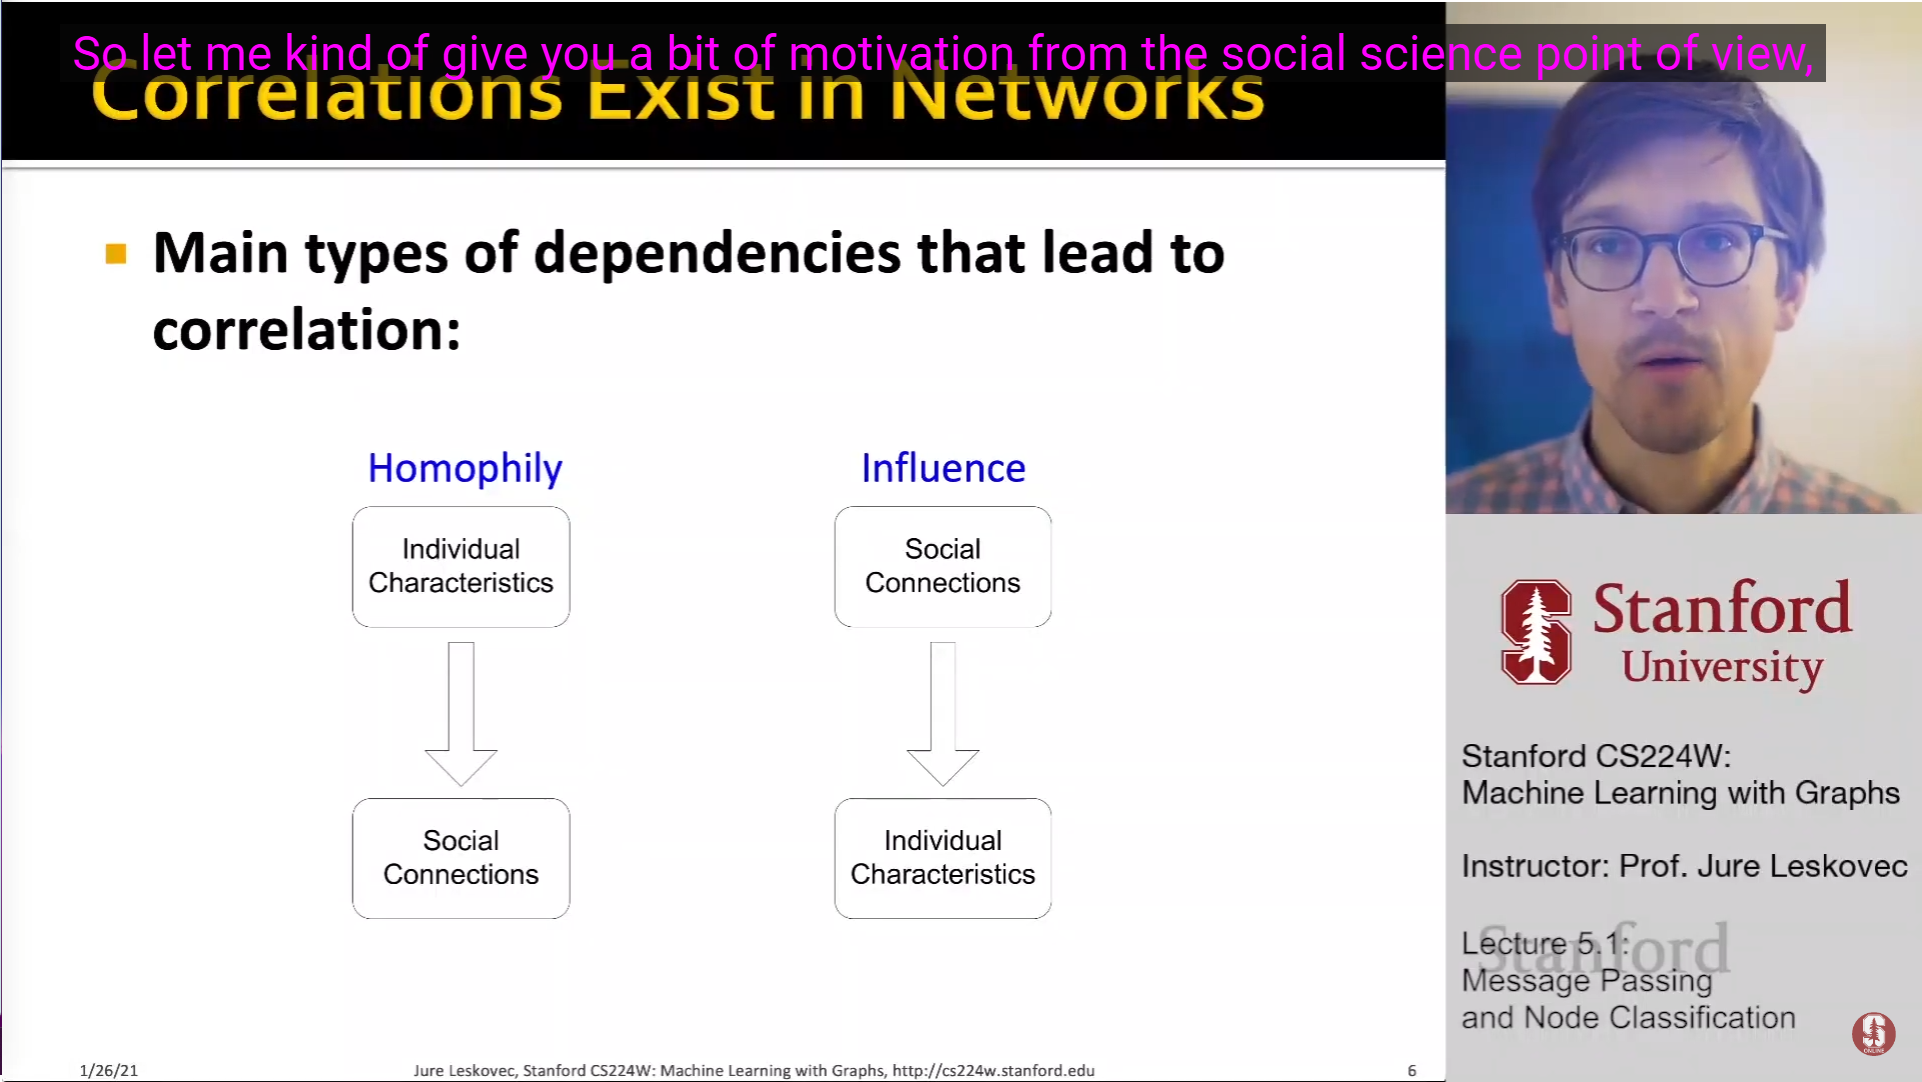 So let me kind of give you a bit of motivation from the social science point of view,
Correlations Exist in Networks
Main types of dependencies that lead to
correlation:
Homophily
Individual
Characteristics
Social
Connections
Influence
Social
Connections
Individual
Characteristics
1/26/21
Jure Leskovec, Stanford CS224W: Machine Learning with Graphs, http://cs224w.stanford.edu
6
Stanford
University
Stanford CS224W:
Machine Learning with Graphs
Instructor: Prof. Jure Leskovec
Stanford
Lecture 5.1:
Message Passing
and Node Classification
S
ONLINE